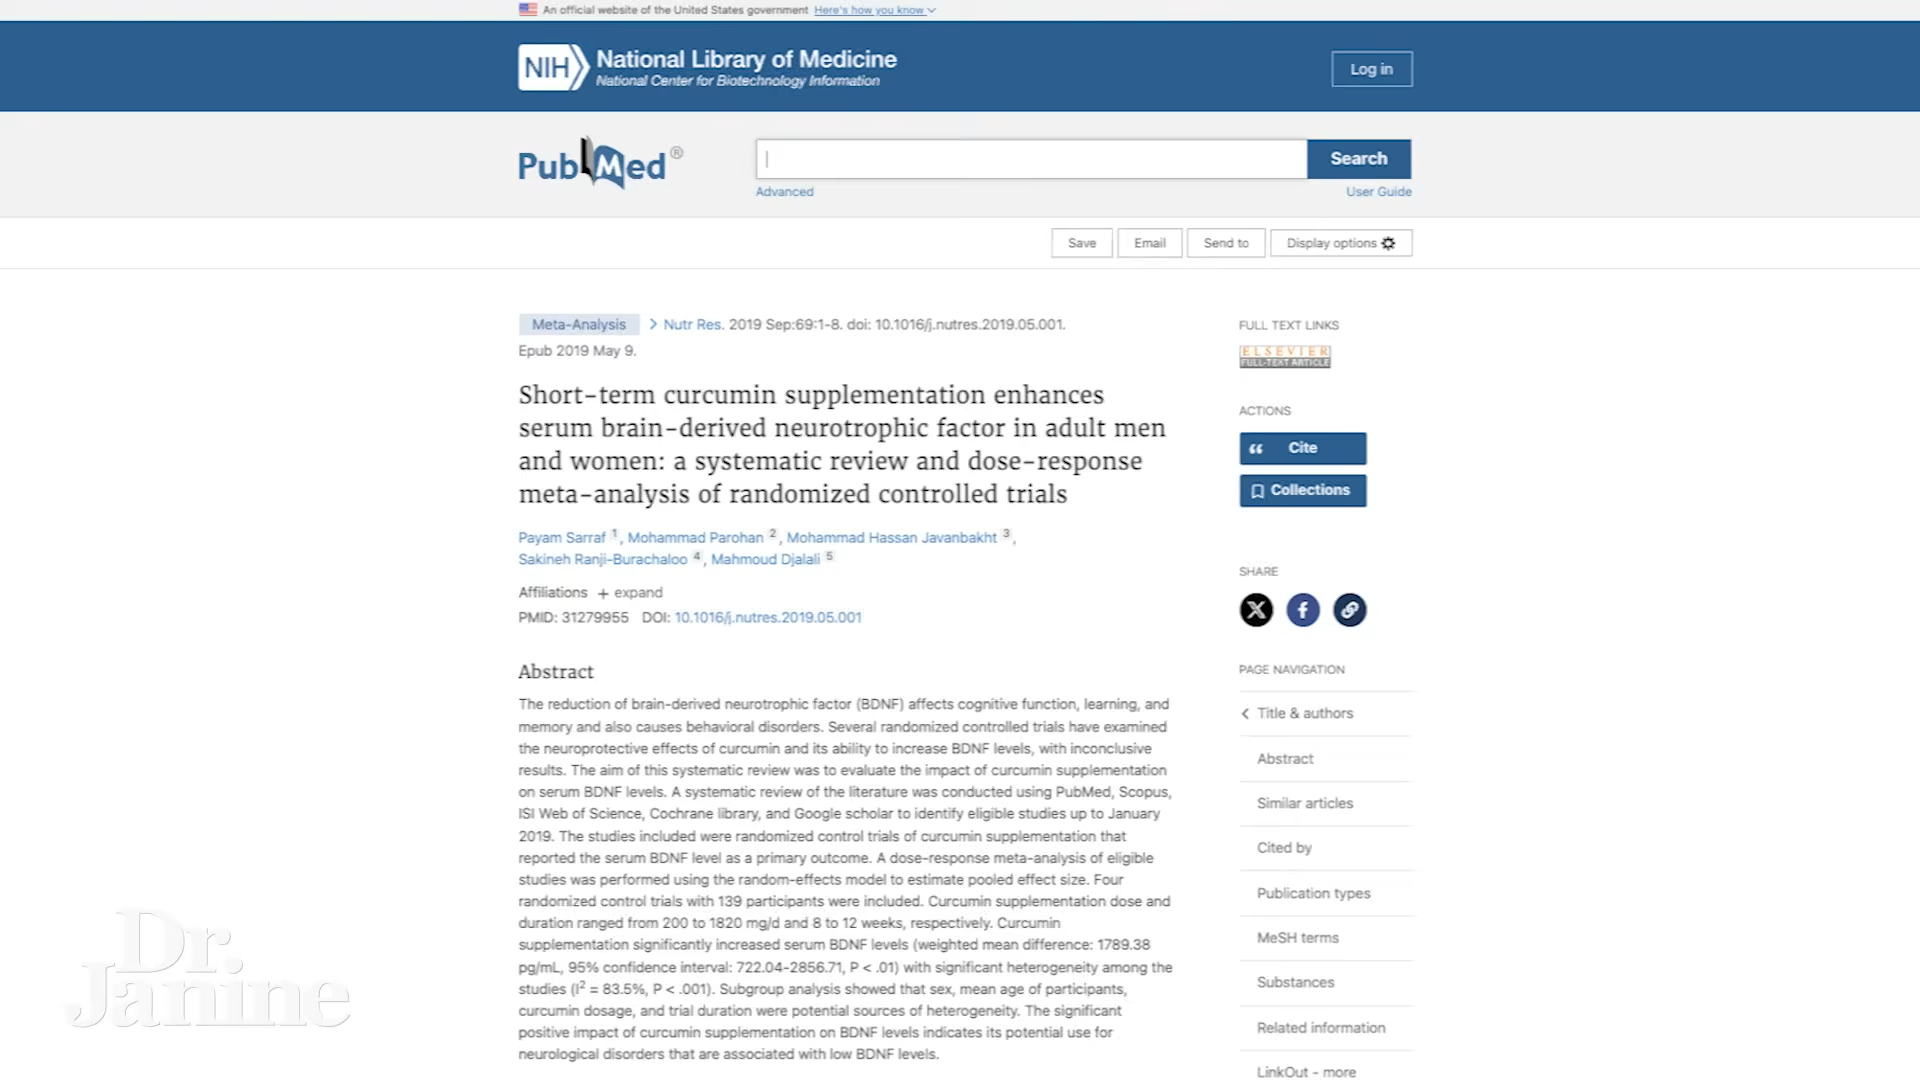 An official website of the United States government Here's how you know
NIH National Library of Medicine
National Center for Biotechnology Information
Log in
PubMed®
Search
Advanced
User Guide
Save
Email
Send to
Display options
Meta-Analysis > Nutr Res. 2019 Sep:69:1-8. doi: 10.1016/j.nutres.2019.05.001.
Epub 2019 May 9.
Short-term curcumin supplementation enhances
serum brain-derived neurotrophic factor in adult men
and women: a systematic review and dose-response
meta-analysis of randomized controlled trials
Payam Sarraf 1, Mohammad Parohan 2, Mohammad Hassan Javanbakht 3,
Sakineh Ranji-Burachaloo 4, Mahmoud Djalali 5
Affiliations + expand
PMID: 31279955 DOI: 10.1016/j.nutres.2019.05.001
Abstract
The reduction of brain-derived neurotrophic factor (BDNF) affects cognitive function, learning, and
memory and also causes behavioral disorders. Several randomized controlled trials have examined
the neuroprotective effects of curcumin and its ability to increase BDNF levels, with inconclusive
results. The aim of this systematic review was to evaluate the impact of curcumin supplementation
on serum BDNF levels. A systematic review of the literature was conducted using PubMed, Scopus,
ISI Web of Science, Cochrane library, and Google scholar to identify eligible studies up to January
2019. The studies included were randomized control trials of curcumin supplementation that
reported the serum BDNF level as a primary outcome. A dose-response meta-analysis of eligible
studies was performed using the random-effects model to estimate pooled effect size. Four
randomized control trials with 139 participants were included. Curcumin supplementation dose and
duration ranged from 200 to 1820 mg/d and 8 to 12 weeks, respectively. Curcumin
supplementation significantly increased serum BDNF levels (weighted mean difference: 1789.38
pg/mL, 95% confidence interval: 722.04-2856.71, P < .01) with significant heterogeneity among the
studies (I2 = 83.5%, P < .001). Subgroup analysis showed that sex, mean age of participants,
curcumin dosage, and trial duration were potential sources of heterogeneity. The significant
positive impact of curcumin supplementation on BDNF levels indicates its potential use for
neurological disorders that are associated with low BDNF levels.
FULL TEXT LINKS
ELSEVIER
FULL-TEXT ARTICLE
ACTIONS
Cite
Collections
SHARE
PAGE NAVIGATION
Title & authors
Abstract
Similar articles
Cited by
Publication types
MeSH terms
Substances
Related information
LinkOut - more
Dr.
Janine